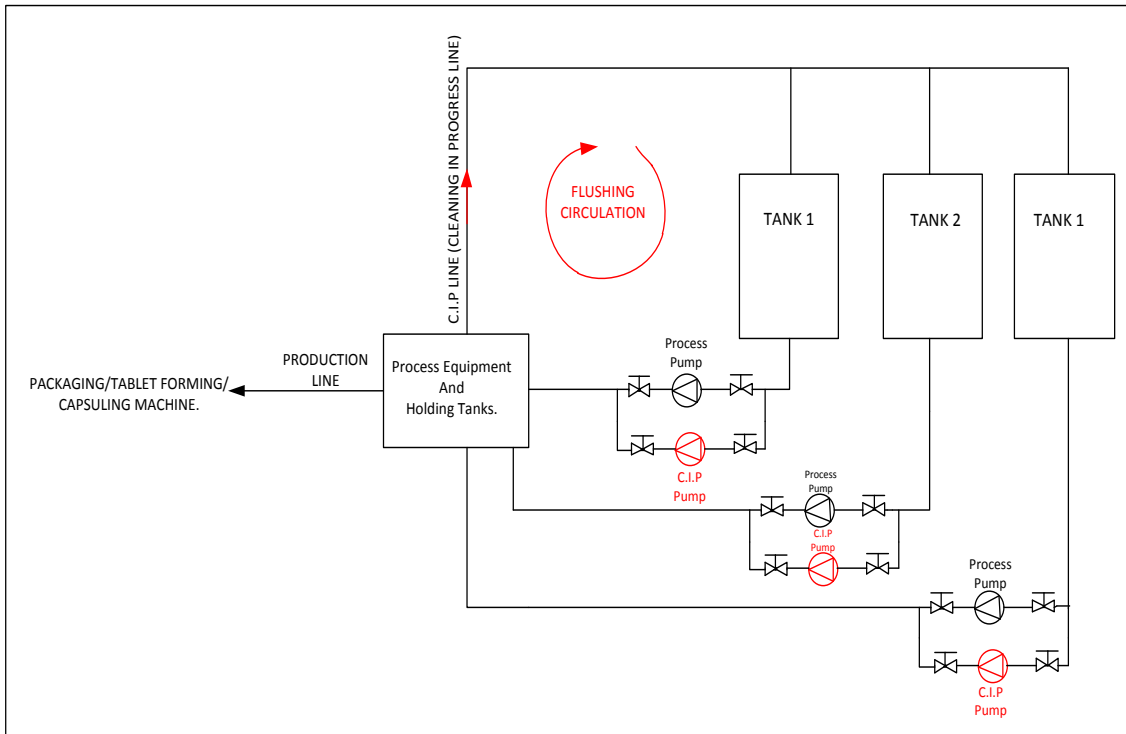 C.I.P LINE (CLEANING IN PROGRESS LINE)
FLUSHING
CIRCULATION
TANK 1
TANK 2
TANK 1
PRODUCTION
LINE
PACKAGING/TABLET FORMING/
CAPSULING MACHINE.
Process Equipment
And
Holding Tanks.
Process
Pump
C.I.P
Pump
Process
Pump
C.I.P
Pump
Process
Pump
C.I.P
Pump